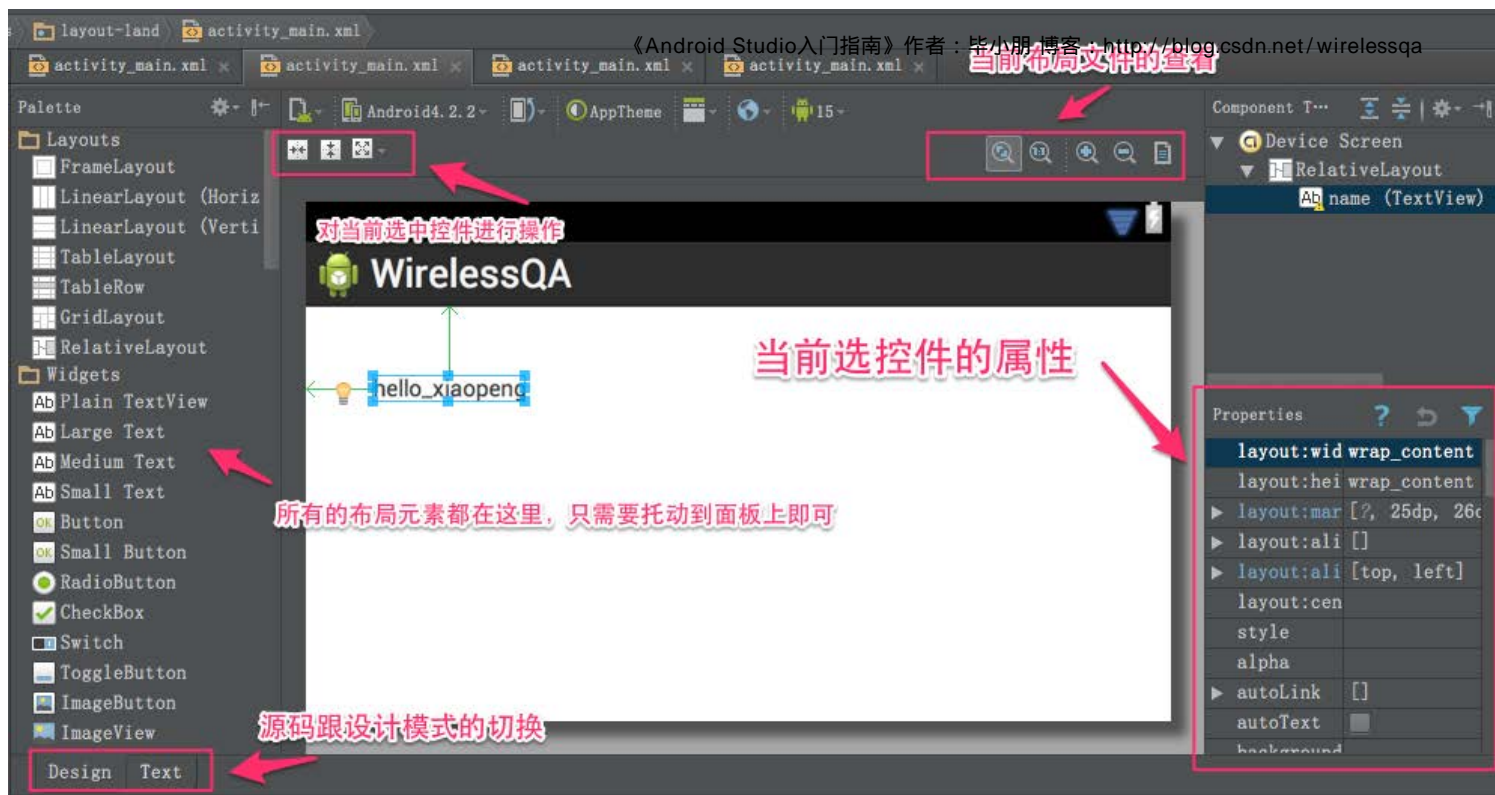 layout-land activity_main.xml
《Android Studio入门指南》作者：毕小朋 博客：http://blog.csdn.net/wirelessqa
activity_main.xml activity_main.xml activity_main.xml activity_main.xml
当前布局文件的查看
Palette
Android4.2.2 AppTheme 15
Component T…
Layouts
FrameLayout
LinearLayout (Horiz
LinearLayout (Verti
TableLayout
TableRow
GridLayout
RelativeLayout
Widgets
Plain TextView
Large Text
Medium Text
Small Text
Button
Small Button
RadioButton
CheckBox
Switch
ToggleButton
ImageButton
ImageView
Design Text
对当前选中控件进行操作
WirelessQA
hello_xiaopeng
当前选控件的属性
所有的布局元素都在这里，只需要托动到面板上即可
源码跟设计模式的切换
Device Screen
RelativeLayout
name (TextView)
Properties
layout:wid wrap_content
layout:hei wrap_content
layout:mar [?, 25dp, 26d
layout:ali []
layout:ali [top, left]
layout:cen
style
alpha
autoLink []
autoText
background